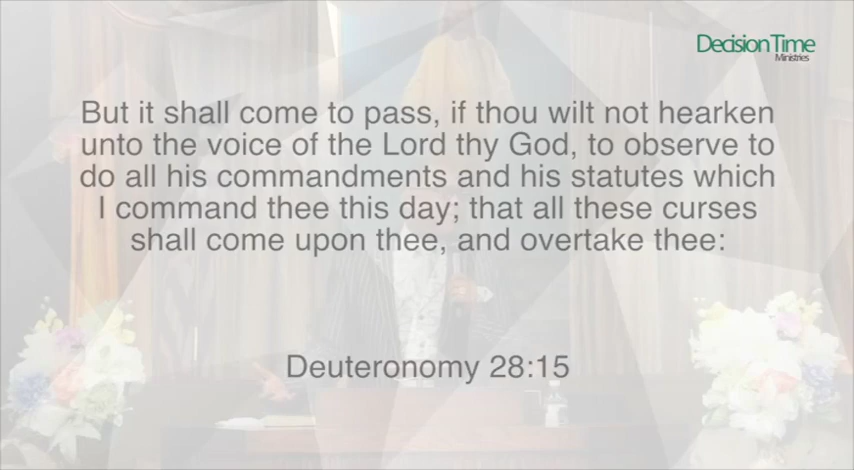 DecisionTime
Ministries
But it shall come to pass, if thou wilt not hearken
unto the voice of the Lord thy God, to observe to
do all his commandments and his statutes which
I command thee this day; that all these curses
shall come upon thee, and overtake thee:
Deuteronomy 28:15